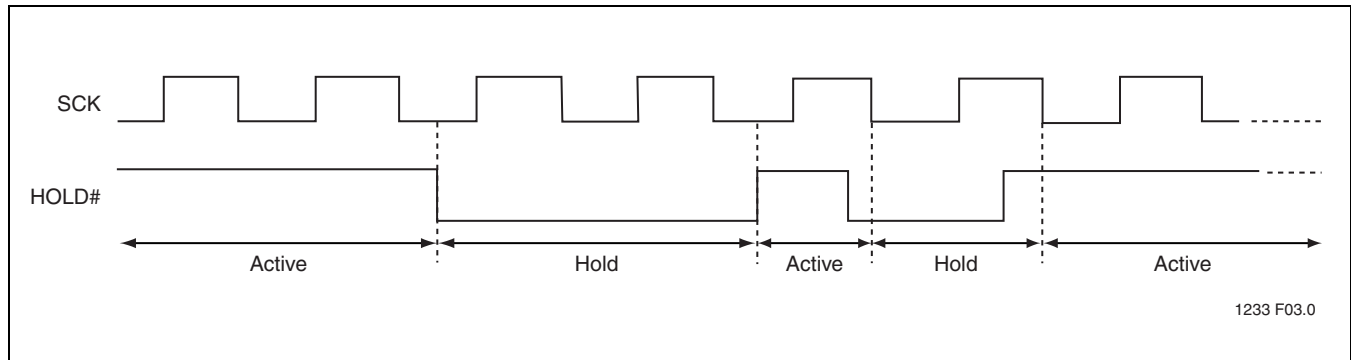 SCK
HOLD#
Active Hold Active Hold Active
1233 F03.0